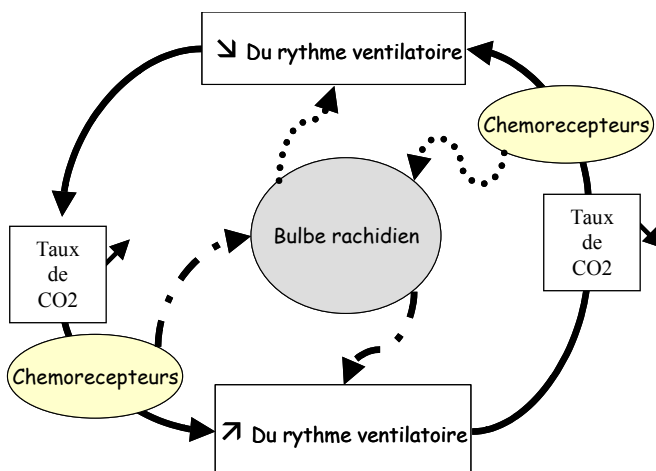 ↘ Du rythme ventilatoire
Chemorecepteurs
Bulbe rachidien
Taux
de
CO2
Taux
de
CO2
Chemorecepteurs
↗ Du rythme ventilatoire